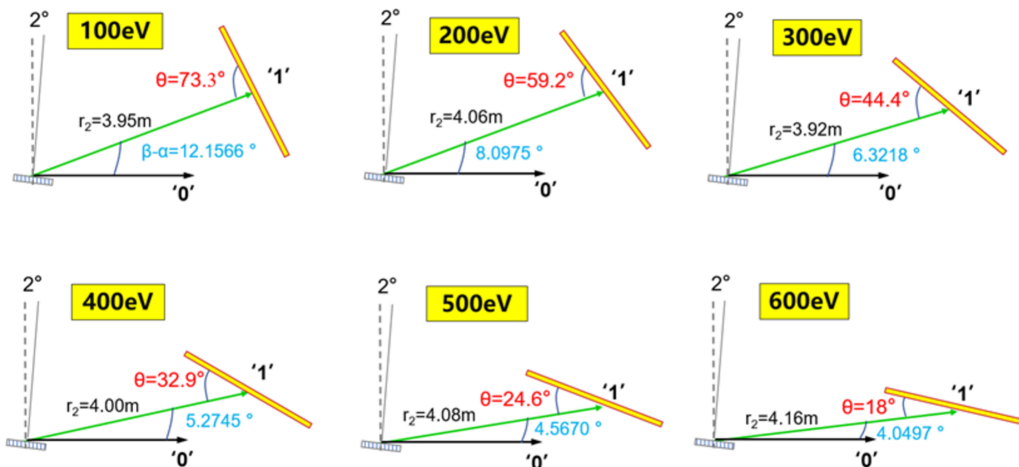 2°
100eV
θ=73.3°
‘1’
r₂=3.95m
β-α=12.1566 °
‘0’
2°
200eV
θ=59.2°
‘1’
r₂=4.06m
8.0975 °
‘0’
2°
300eV
θ=44.4°
‘1’
r₂=3.92m
6.3218 °
‘0’
2°
400eV
θ=32.9°
‘1’
r₂=4.00m
5.2745 °
‘0’
2°
500eV
θ=24.6°
‘1’
r₂=4.08m
4.5670 °
‘0’
2°
600eV
θ=18°
‘1’
r₂=4.16m
4.0497 °
‘0’